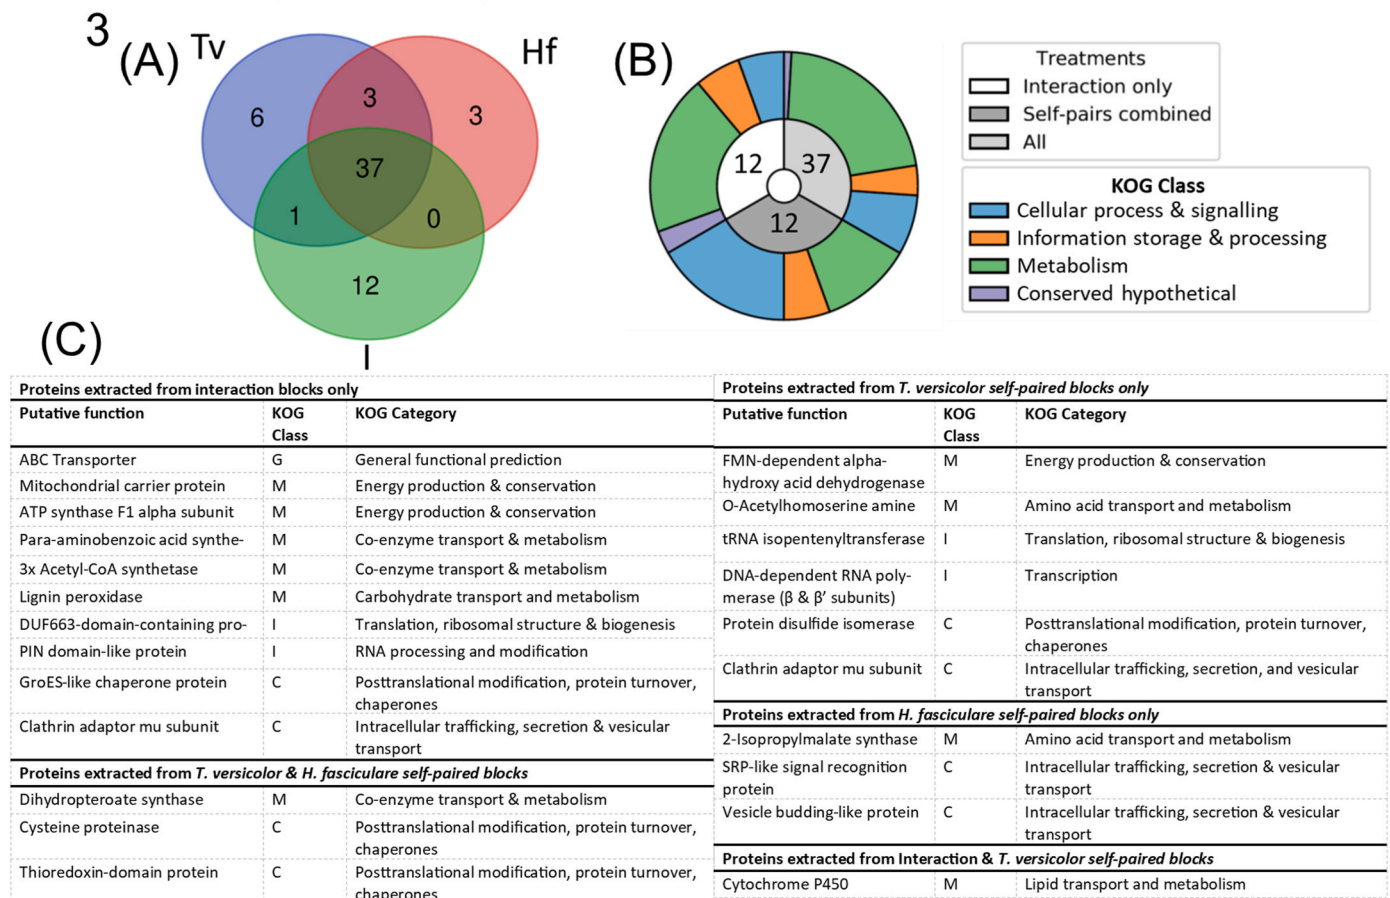 3
(A)
Tv
Hf
6
3
3
37
1
0
12
I
(B)
12
37
12
Treatments
Interaction only
Self-pairs combined
All
KOG Class
Cellular process & signalling
Information storage & processing
Metabolism
Conserved hypothetical
(C)
Proteins extracted from interaction blocks only
Putative function KOG Class KOG Category
ABC Transporter G General functional prediction
Mitochondrial carrier protein M Energy production & conservation
ATP synthase F1 alpha subunit M Energy production & conservation
Para-aminobenzoic acid synthe- M Co-enzyme transport & metabolism
3x Acetyl-CoA synthetase M Co-enzyme transport & metabolism
Lignin peroxidase M Carbohydrate transport and metabolism
DUF663-domain-containing pro- I Translation, ribosomal structure & biogenesis
PIN domain-like protein I RNA processing and modification
GroES-like chaperone protein C Posttranslational modification, protein turnover,
chaperones
Clathrin adaptor mu subunit C Intracellular trafficking, secretion & vesicular
transport
Proteins extracted from T. versicolor & H. fasciculare self-paired blocks
Dihydropteroate synthase M Co-enzyme transport & metabolism
Cysteine proteinase C Posttranslational modification, protein turnover,
chaperones
Thioredoxin-domain protein C Posttranslational modification, protein turnover,
chaperones
Proteins extracted from T. versicolor self-paired blocks only
Putative function KOG Class KOG Category
FMN-dependent alpha- M Energy production & conservation
hydroxy acid dehydrogenase
O-Acetylhomoserine amine M Amino acid transport and metabolism
tRNA isopentenyltransferase I Translation, ribosomal structure & biogenesis
DNA-dependent RNA poly- I Transcription
merase (β & β′ subunits)
Protein disulfide isomerase C Posttranslational modification, protein turnover,
chaperones
Clathrin adaptor mu subunit C Intracellular trafficking, secretion, and vesicular
transport
Proteins extracted from H. fasciculare self-paired blocks only
2-Isopropylmalate synthase M Amino acid transport and metabolism
SRP-like signal recognition C Intracellular trafficking, secretion & vesicular
protein transport
Vesicle budding-like protein C Intracellular trafficking, secretion & vesicular
transport
Proteins extracted from Interaction & T. versicolor self-paired blocks
Cytochrome P450 M Lipid transport and metabolism